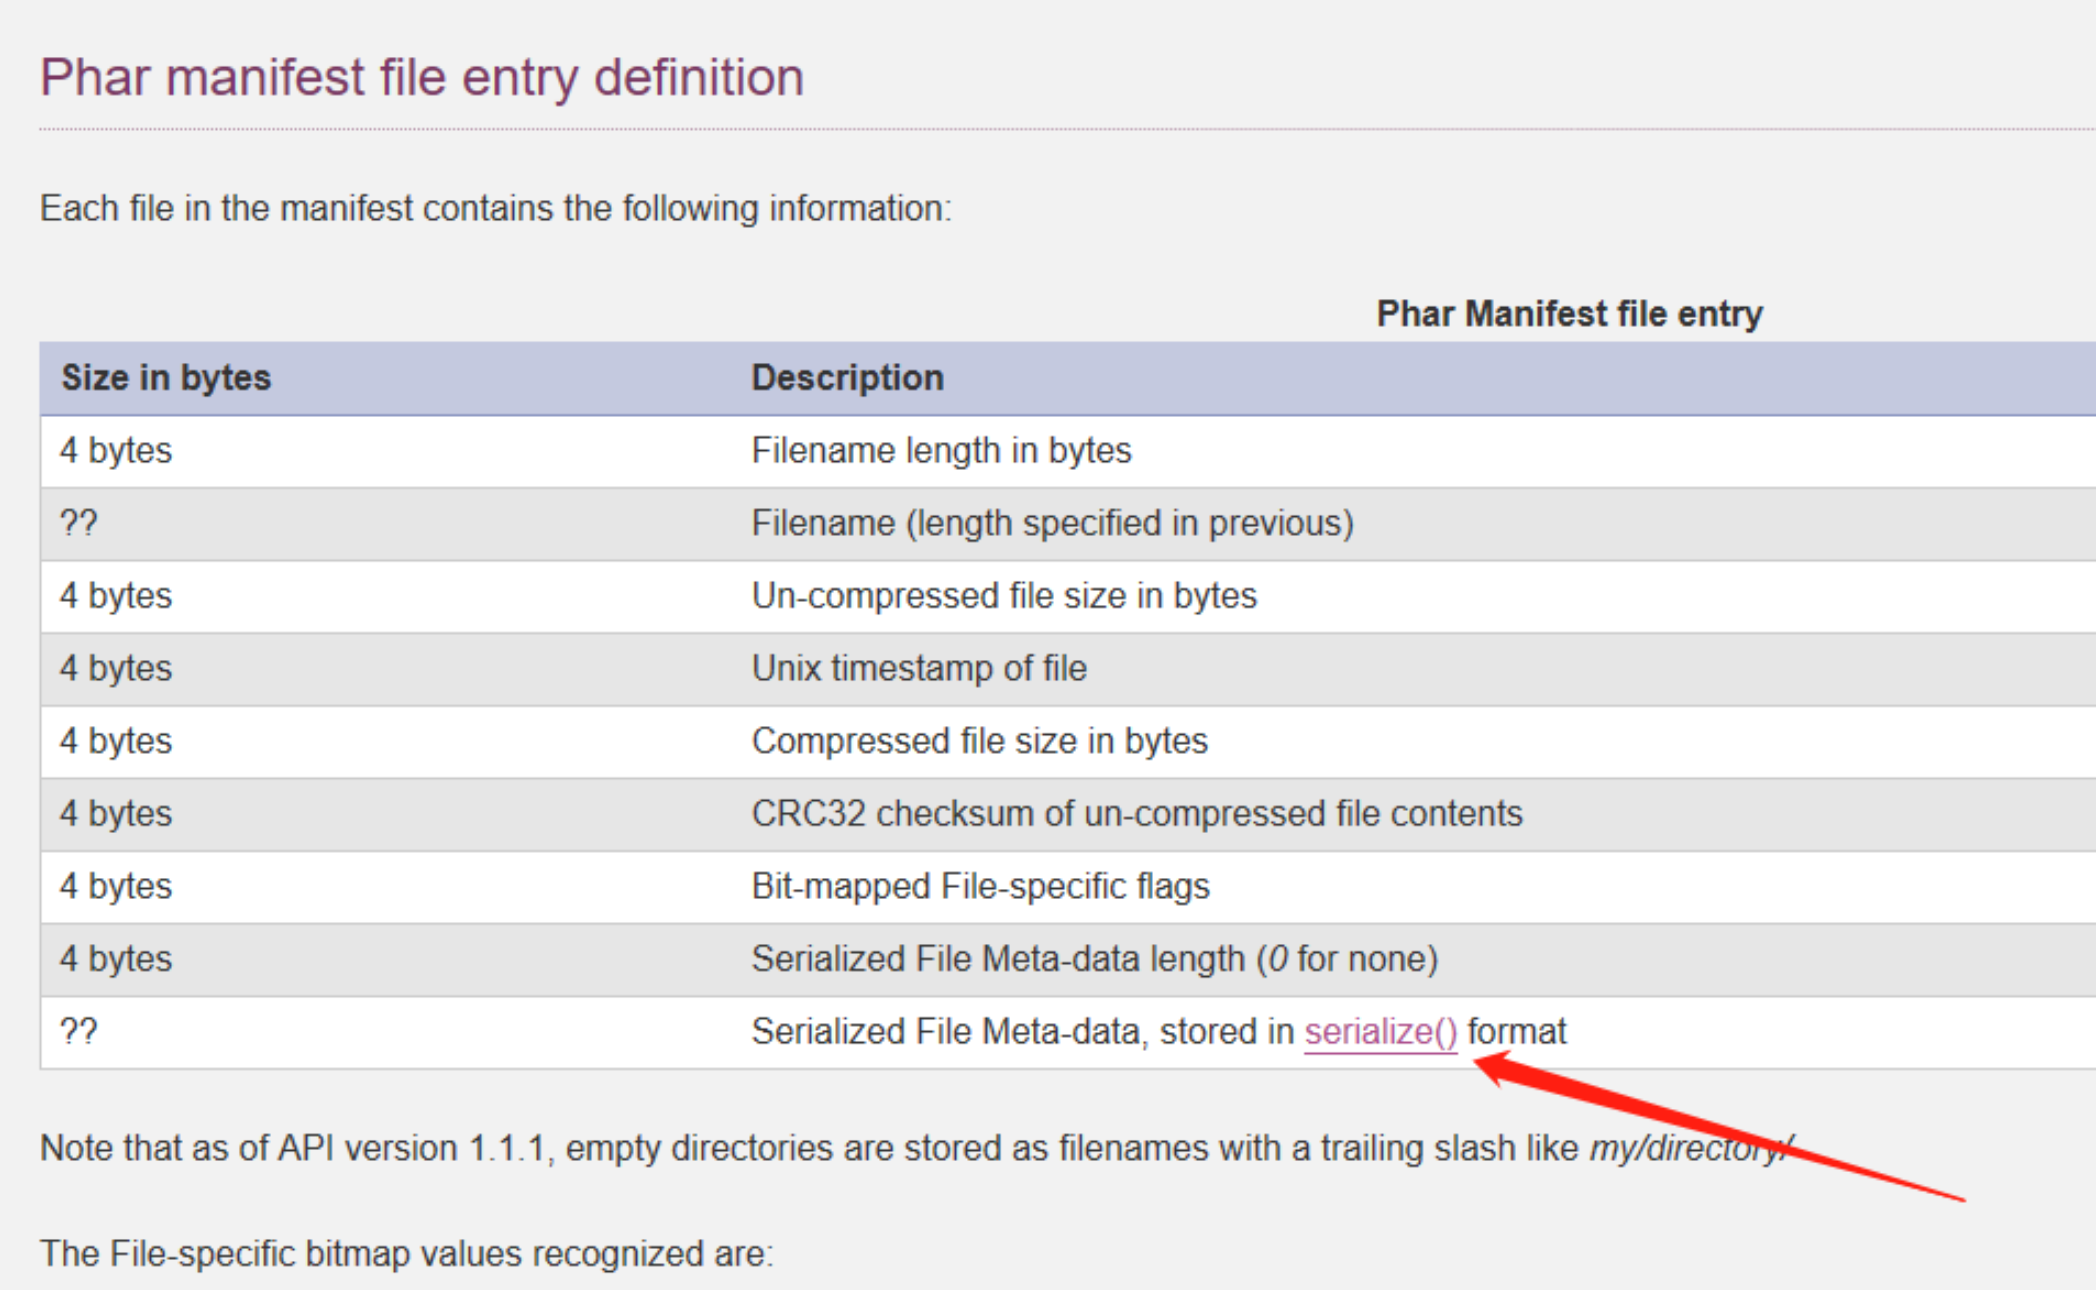 Phar manifest file entry definition
Each file in the manifest contains the following information:
Phar Manifest file entry
Size in bytes Description
4 bytes Filename length in bytes
?? Filename (length specified in previous)
4 bytes Un-compressed file size in bytes
4 bytes Unix timestamp of file
4 bytes Compressed file size in bytes
4 bytes CRC32 checksum of un-compressed file contents
4 bytes Bit-mapped File-specific flags
4 bytes Serialized File Meta-data length (0 for none)
?? Serialized File Meta-data, stored in serialize() format
Note that as of API version 1.1.1, empty directories are stored as filenames with a trailing slash like my/directory/
The File-specific bitmap values recognized are: